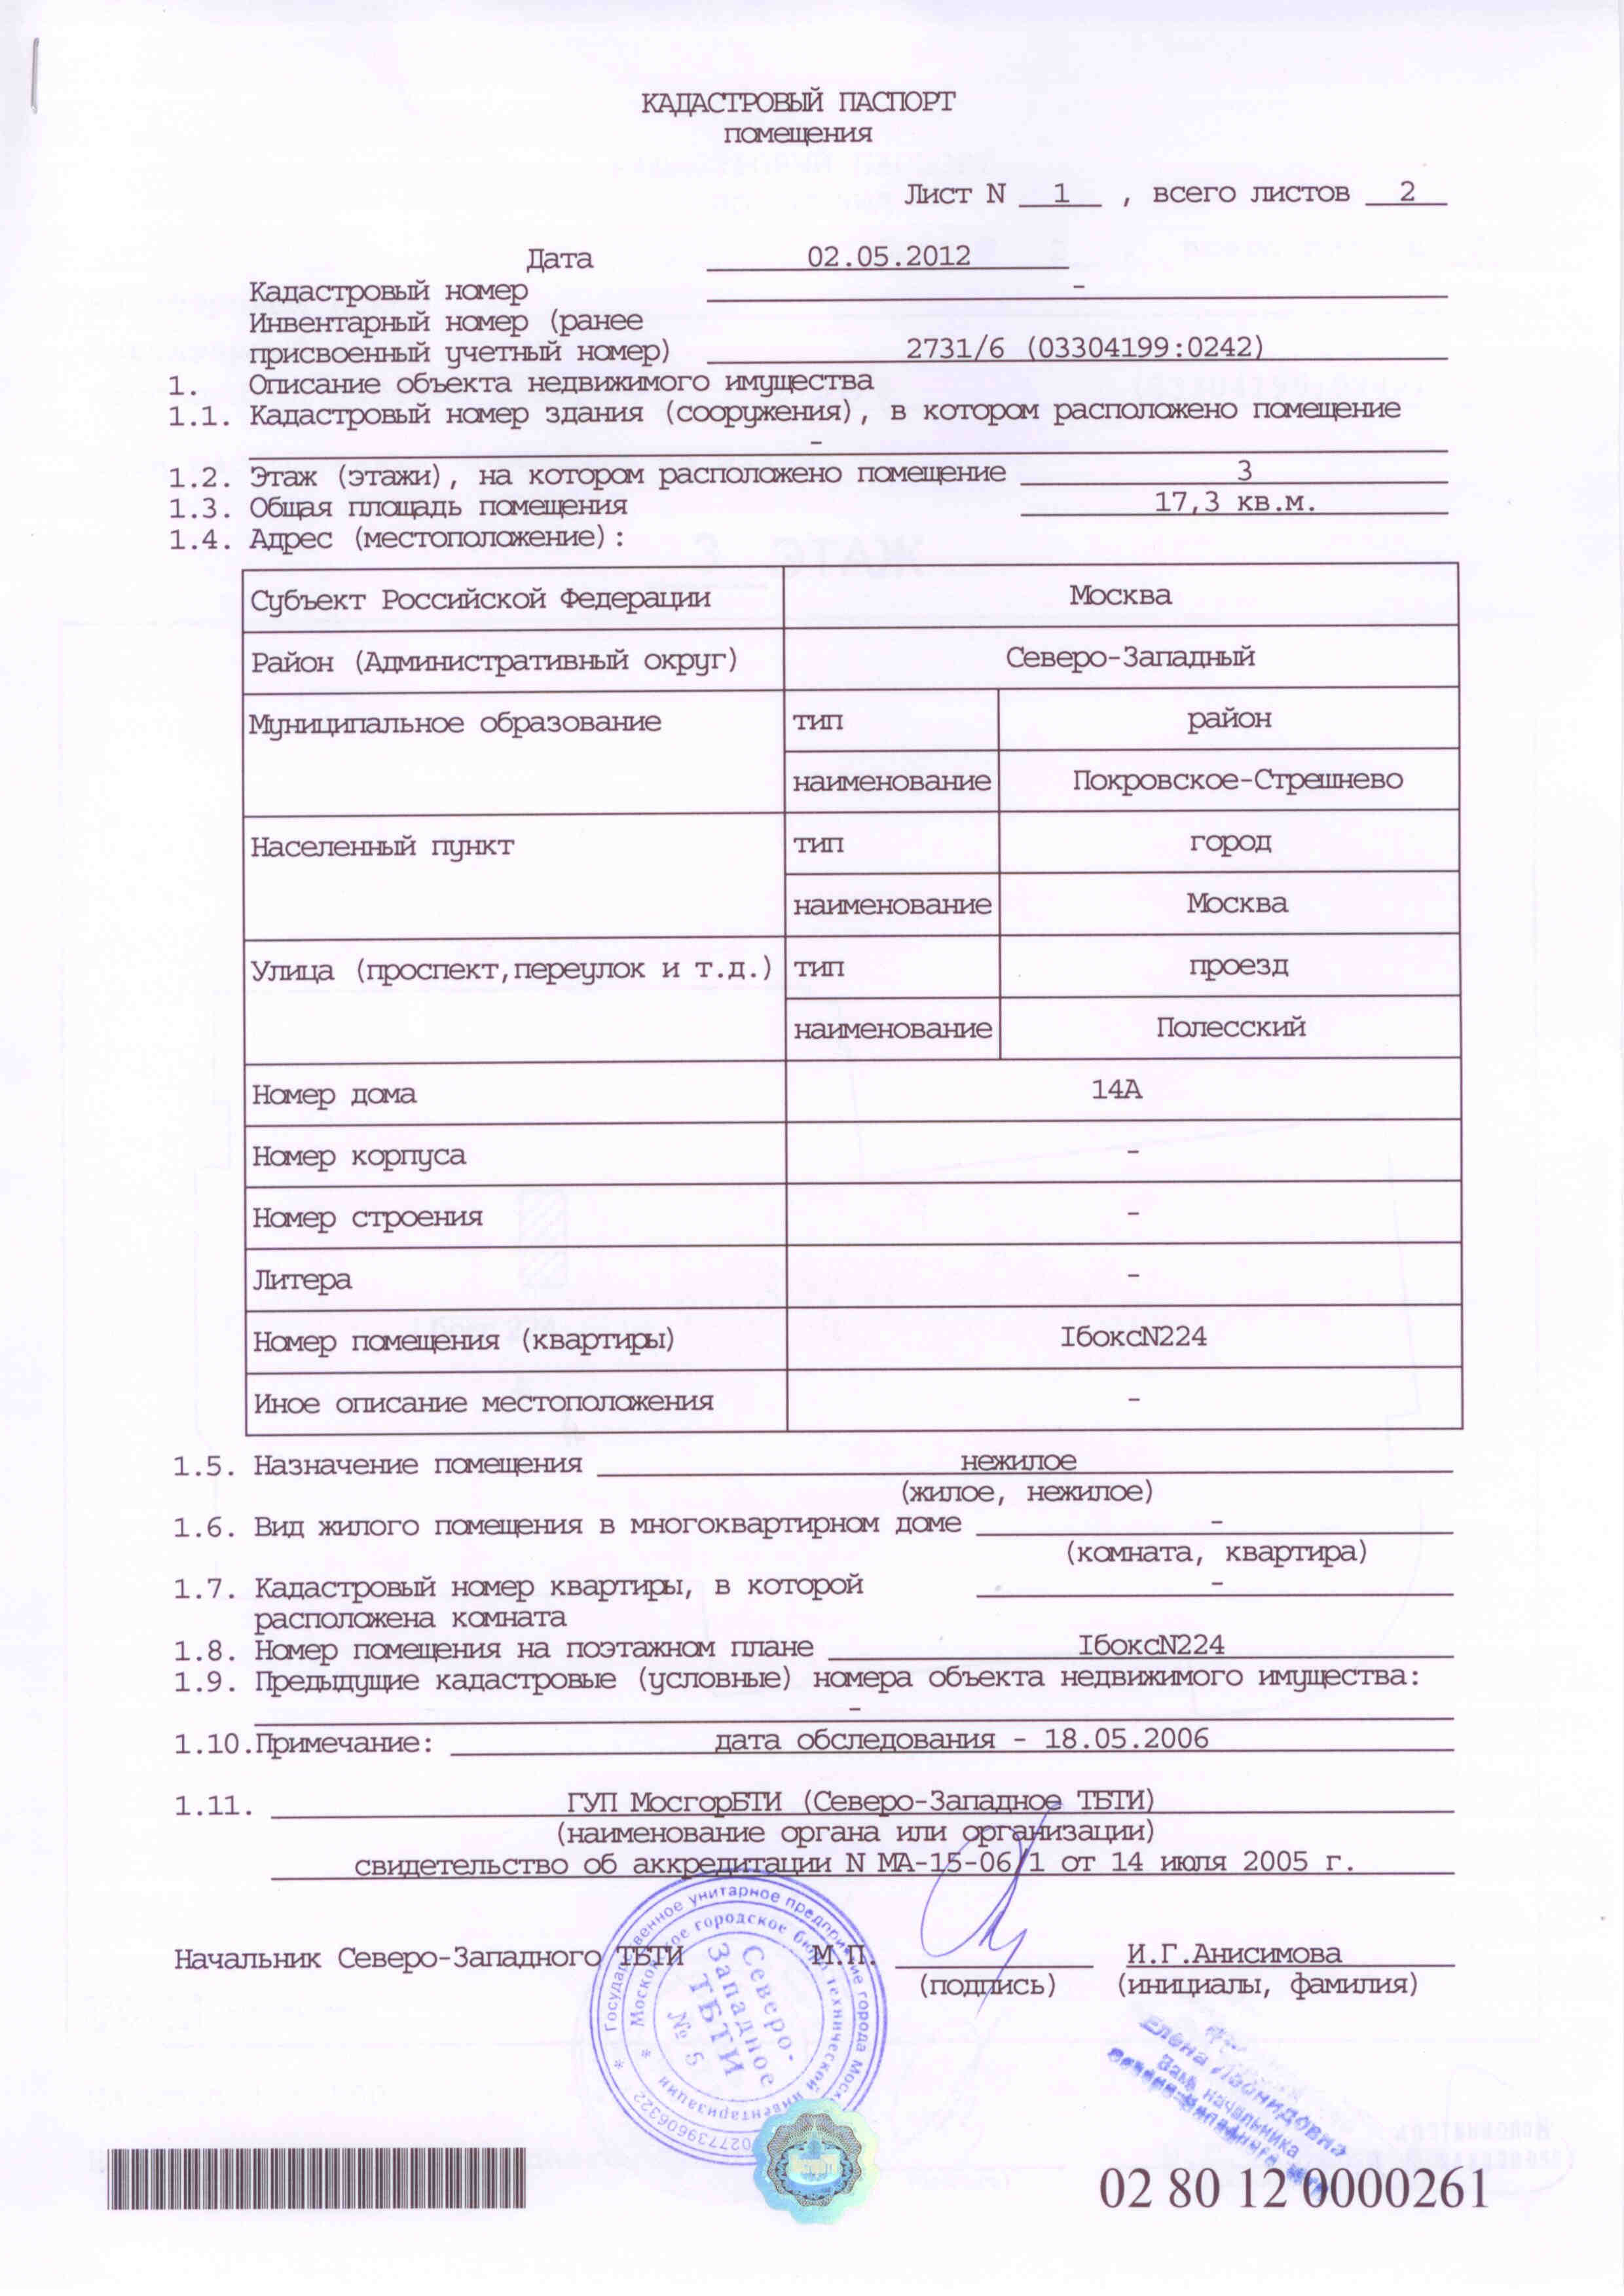 КАДАСТРОВЫЙ ПАСПОРТ
помещения
Лист N 1 , всего листов 2
Дата 02.05.2012
Кадастровый номер -
Инвентарный номер (ранее
присвоенный учетный номер) 2731/6 (03304199:0242)
1. Описание объекта недвижимого имущества
1.1. Кадастровый номер здания (сооружения), в котором расположено помещение
-
1.2. Этаж (этажи), на котором расположено помещение 3
1.3. Общая площадь помещения 17,3 кв.м.
1.4. Адрес (местоположение):
Субъект Российской Федерации Москва
Район (Административный округ) Северо-Западный
Муниципальное образование тип район
наименование Покровское-Стрешнево
Населенный пункт тип город
наименование Москва
Улица (проспект,переулок и т.д.) тип проезд
наименование Полесский
Номер дома 14А
Номер корпуса -
Номер строения -
Литера -
Номер помещения (квартиры) IбоксN224
Иное описание местоположения -
1.5. Назначение помещения нежилое
(жилое, нежилое)
1.6. Вид жилого помещения в многоквартирном доме -
(комната, квартира)
1.7. Кадастровый номер квартиры, в которой -
расположена комната
1.8. Номер помещения на поэтажном плане IбоксN224
1.9. Предыдущие кадастровые (условные) номера объекта недвижимого имущества:
-
1.10.Примечание: дата обследования - 18.05.2006
1.11. ГУП МосгорБТИ (Северо-Западное ТБТИ)
(наименование органа или организации)
свидетельство об аккредитации N МА-15-06/1 от 14 июля 2005 г.
Начальник Северо-Западного ТБТИ М.П. И.Г.Анисимова
(подпись) (инициалы, фамилия)
Государственное унитарное предприятие города
Московское городское бюро технической инвентаризации
Северо-
Западное
ТБТИ
№ 5
Елена Леонидовна
Зам. начальника
02 80 12 0000261